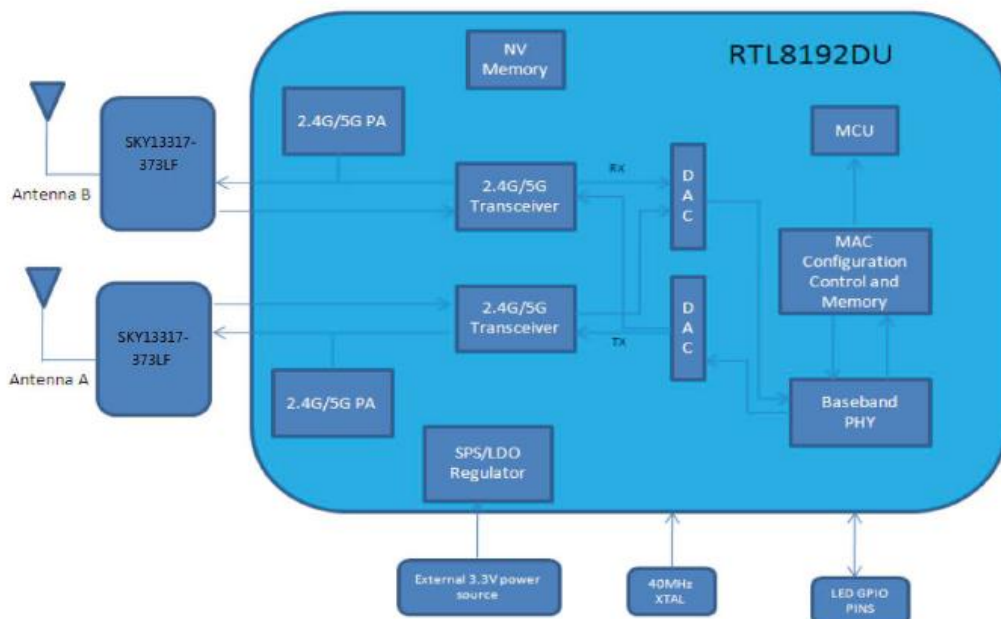 NV
Memory
RTL8192DU
2.4G/5G PA
MCU
SKY13317-
373LF
Antenna B
2.4G/5G
Transceiver
RX
D
A
C
MAC
Configuration
Control and
Memory
SKY13317-
373LF
Antenna A
2.4G/5G
Transceiver
TX
D
A
C
2.4G/5G PA
Baseband
PHY
SPS/LDO
Regulator
External 3.3V power
source
40MHz
XTAL
LED GPIO
PINS